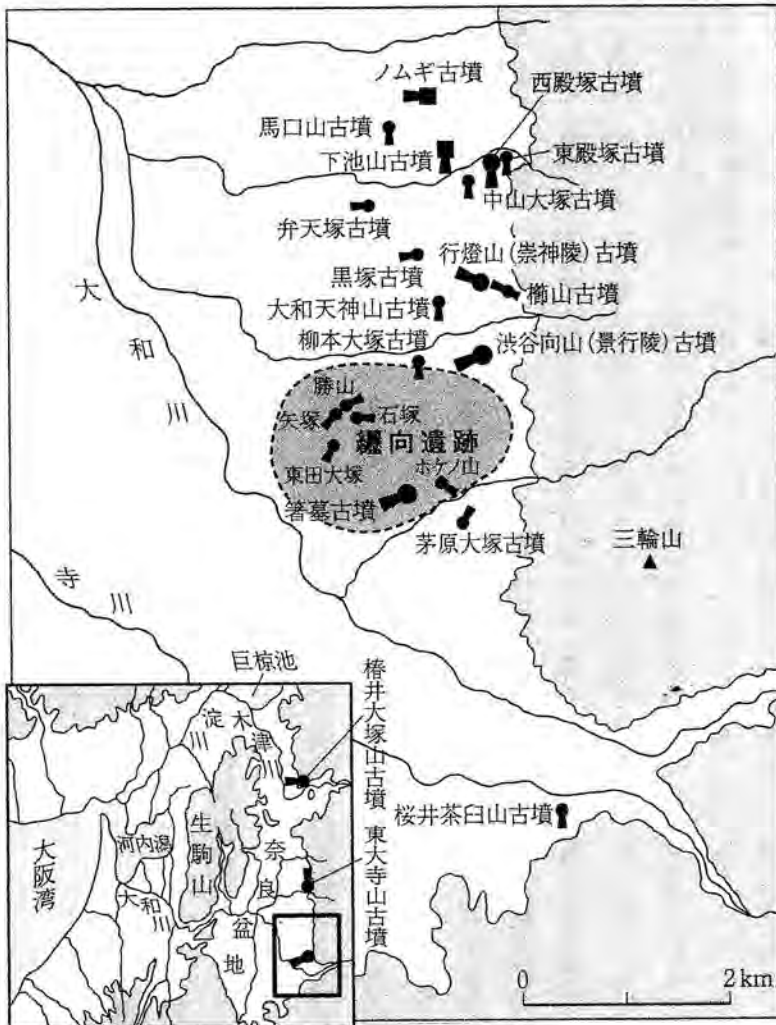 ノムギ古墳
西殿塚古墳
馬口山古墳
下池山古墳
東殿塚古墳
中山大塚古墳
弁天塚古墳
行燈山(崇神陵)古墳
黒塚古墳
櫛山古墳
大和天神山古墳
柳本大塚古墳
渋谷向山(景行陵)古墳
大和川
勝山
矢塚
石塚
纒向遺跡
東田大塚
ホケノ山
箸墓古墳
茅原大塚古墳
三輪山
寺川
巨椋池
淀川
木津川
椿井大塚山古墳
河内潟
生駒山
奈良盆地
大阪湾
大和川
東大寺山古墳
桜井茶臼山古墳
0 2km